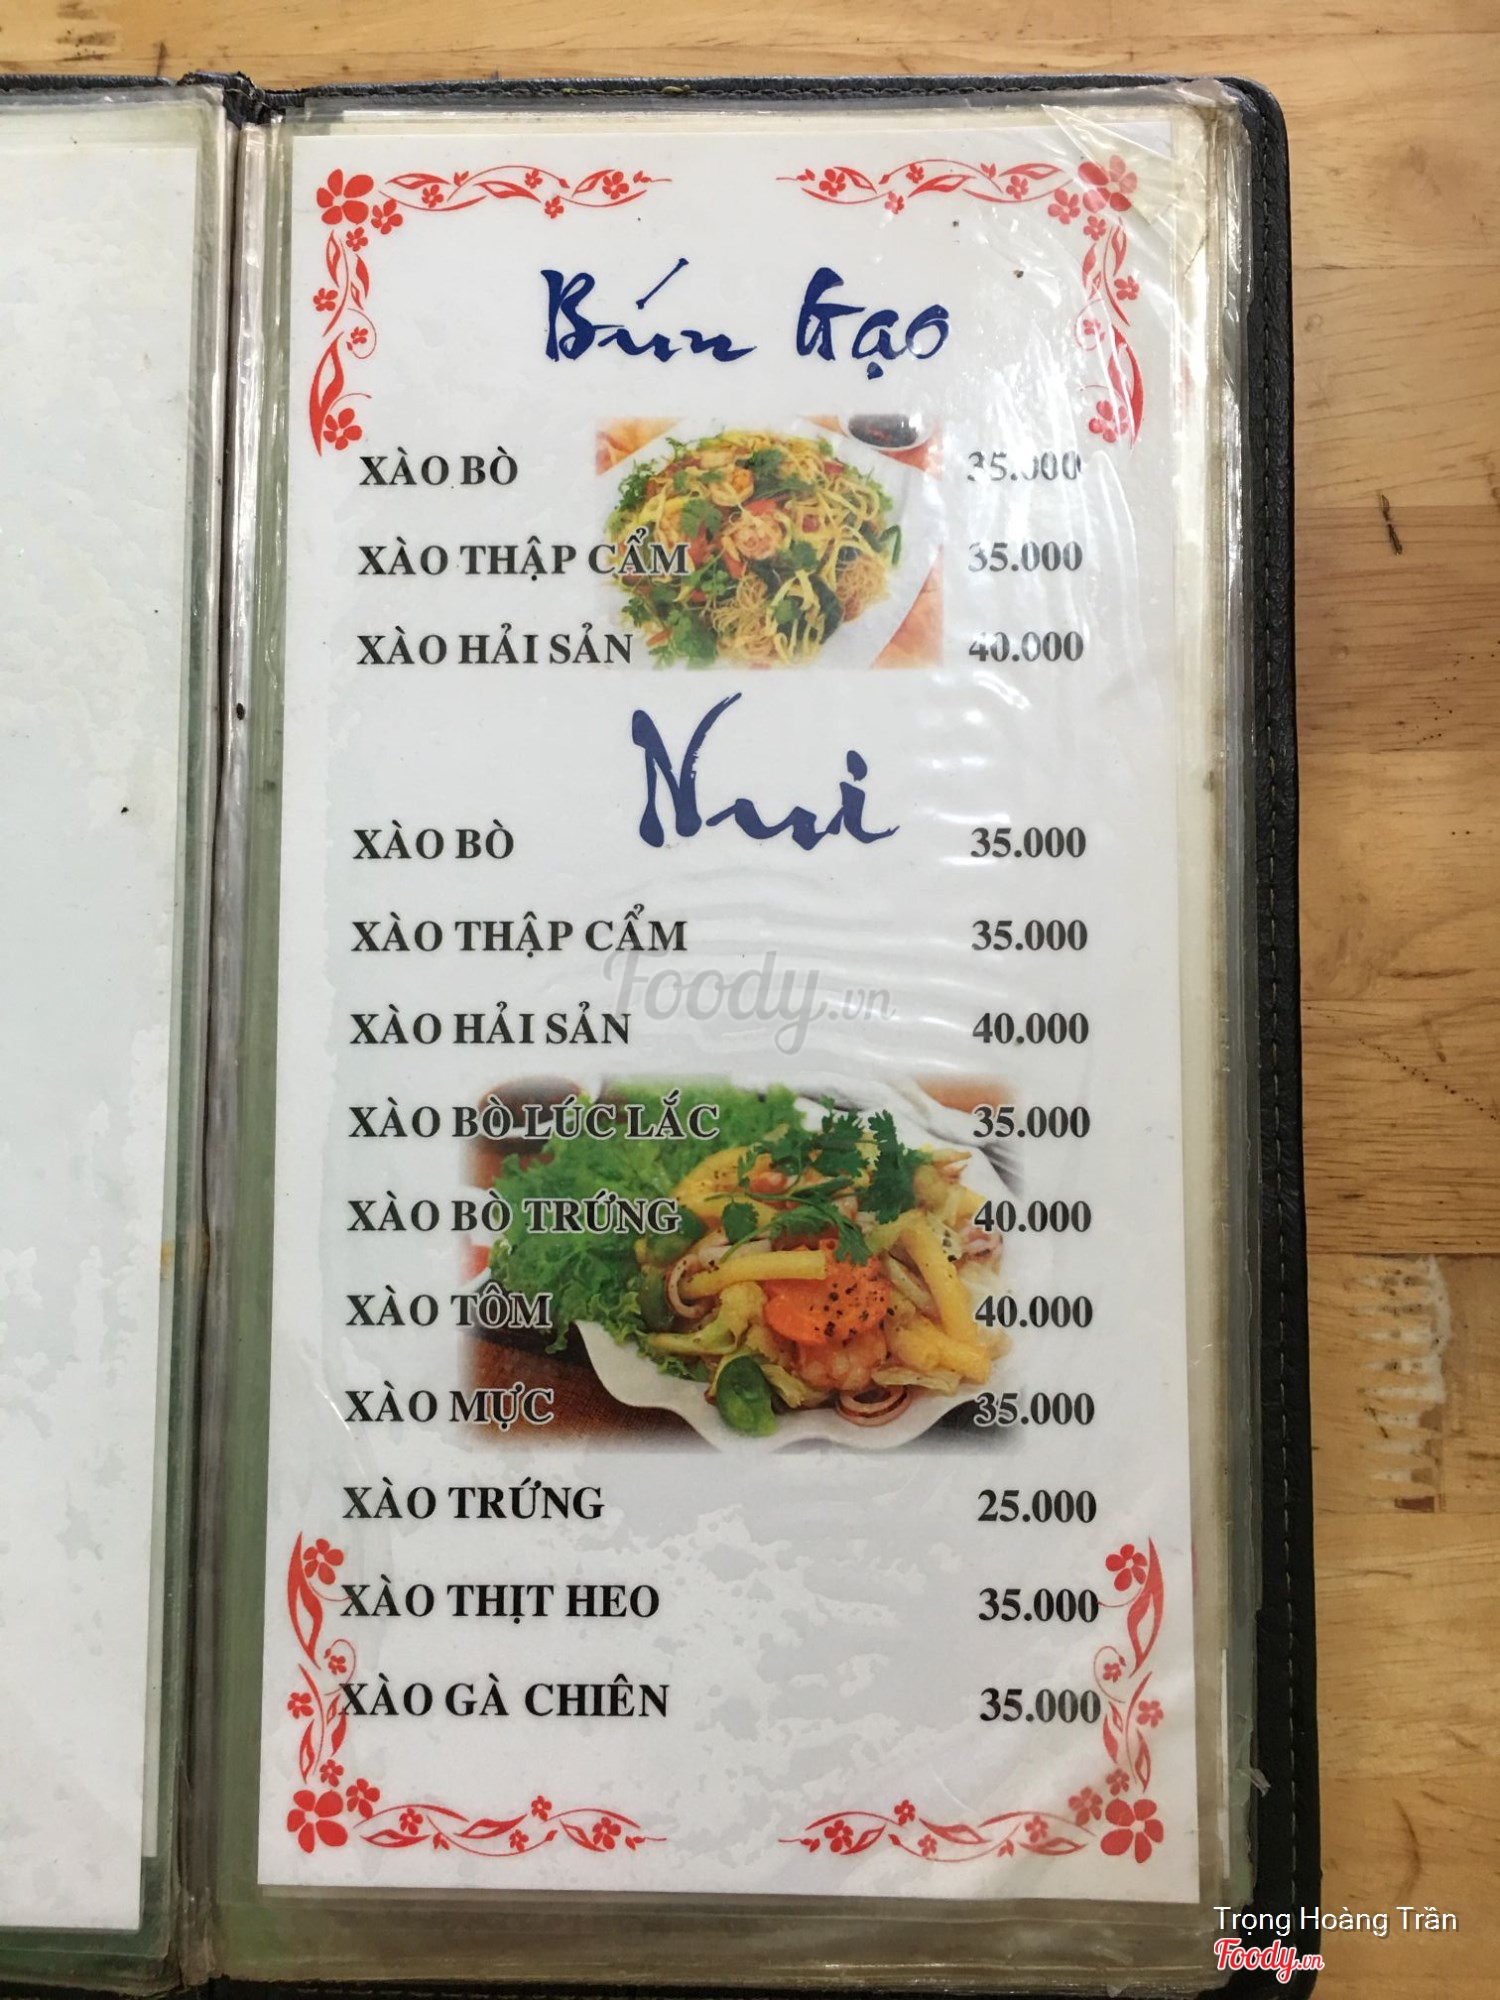 Bún Gạo
XÀO BÒ 35.000
XÀO THẬP CẨM 35.000
XÀO HẢI SẢN 40.000
Nui
XÀO BÒ 35.000
XÀO THẬP CẨM 35.000
Foody.vn
XÀO HẢI SẢN 40.000
XÀO BÒ LÚC LẮC 35.000
XÀO BÒ TRỨNG 40.000
XÀO TÔM 40.000
XÀO MỰC 35.000
XÀO TRỨNG 25.000
XÀO THỊT HEO 35.000
XÀO GÀ CHIÊN 35.000
Trọng Hoàng Trần
Foody.vn